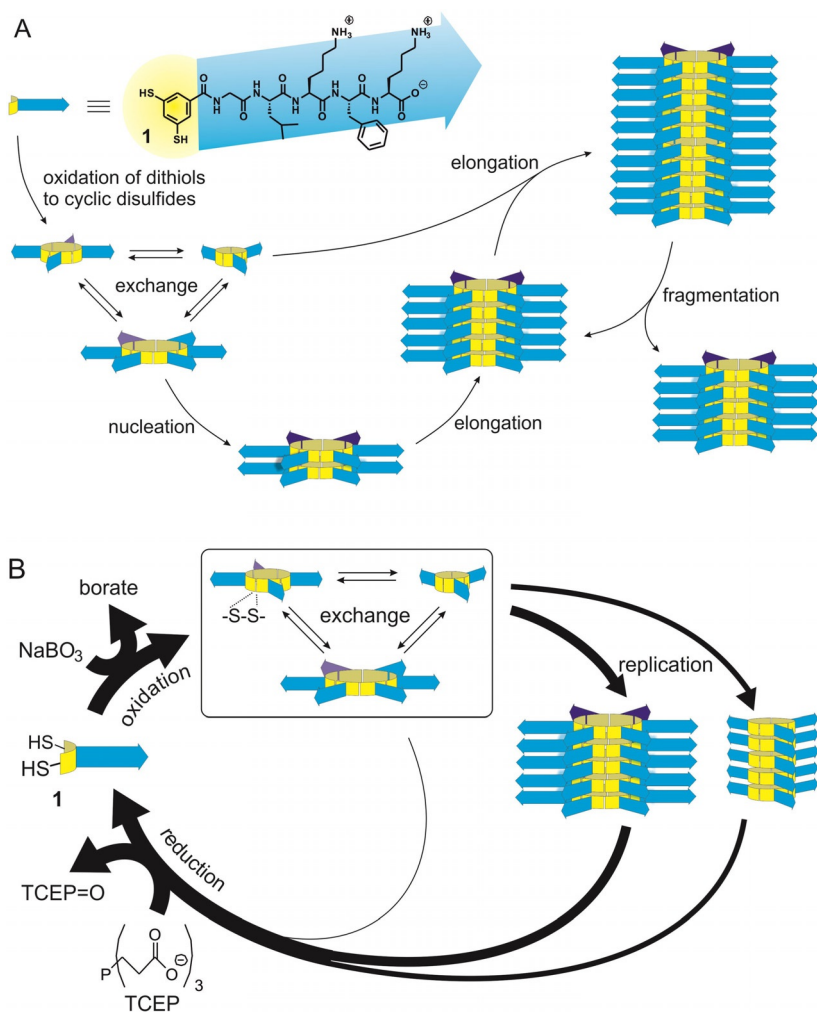 A
NH₃
⊕
NH₃
⊕
HS
SH
1
O
H
N
O
N
H
O
H
N
O
N
H
O
H
N
O
O
⊖
oxidation of dithiols
to cyclic disulfides
elongation
exchange
fragmentation
nucleation
elongation
B
borate
NaBO₃
oxidation
-S-S-
exchange
replication
HS
HS
1
reduction
TCEP=O
P
O
O
⊖
3
TCEP